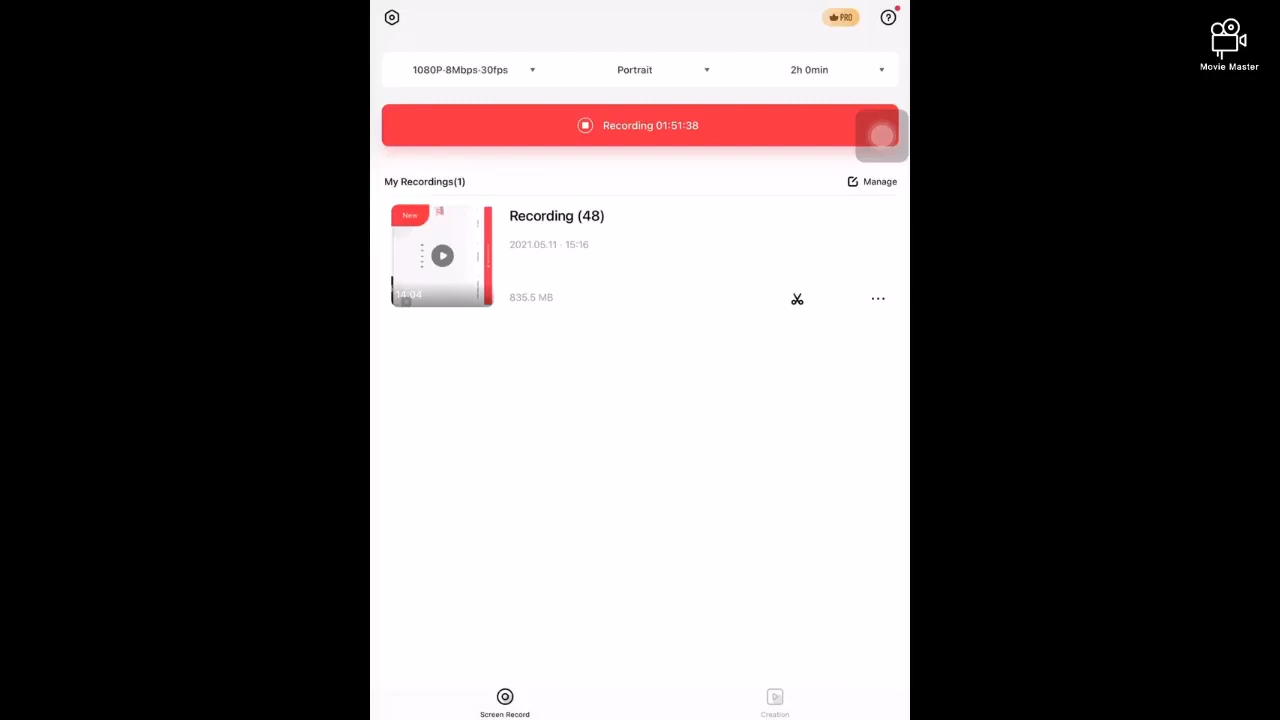 PRO
Movie Master
1080P-8Mbps-30fps
Portrait
2h 0min
Recording 01:51:38
My Recordings(1)
Manage
New
Recording (48)
2021.05.11 · 15:16
14:04
835.5 MB
Screen Record
Creation